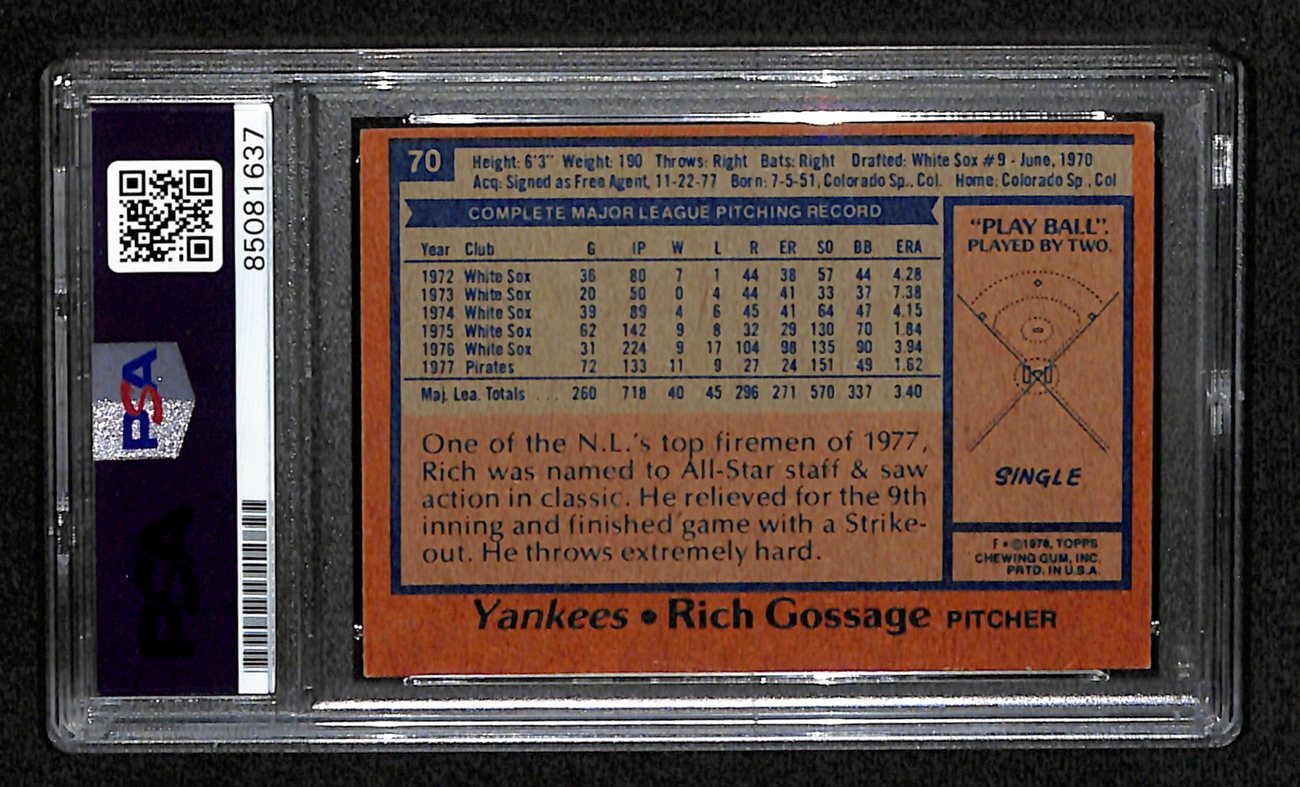 85081637
PSA
PSA
70
Height: 6'3" Weight: 190 Throws: Right Bats: Right Drafted: White Sox #9 - June, 1970
Acq: Signed as Free Agent, 11-22-77 Born: 7-5-51, Colorado Sp., Col. Home: Colorado Sp., Col
COMPLETE MAJOR LEAGUE PITCHING RECORD
Year Club G IP W L R ER SO BB ERA
1972 White Sox 36 80 7 1 44 38 57 44 4.28
1973 White Sox 20 50 0 4 44 41 33 37 7.38
1974 White Sox 39 89 4 6 45 41 64 47 4.15
1975 White Sox 62 142 9 8 32 29 130 70 1.84
1976 White Sox 31 224 9 17 104 98 135 90 3.94
1977 Pirates 72 133 11 9 27 24 151 49 1.62
Maj. Lea. Totals ... 260 718 40 45 296 271 570 337 3.40
One of the N.L.'s top firemen of 1977,
Rich was named to All-Star staff & saw
action in classic. He relieved for the 9th
inning and finished game with a Strike-
out. He throws extremely hard.
"PLAY BALL".
PLAYED BY TWO.
SINGLE
F * ©1978, TOPPS
CHEWING GUM, INC.
PRTD. IN U.S.A.
Yankees • Rich Gossage PITCHER